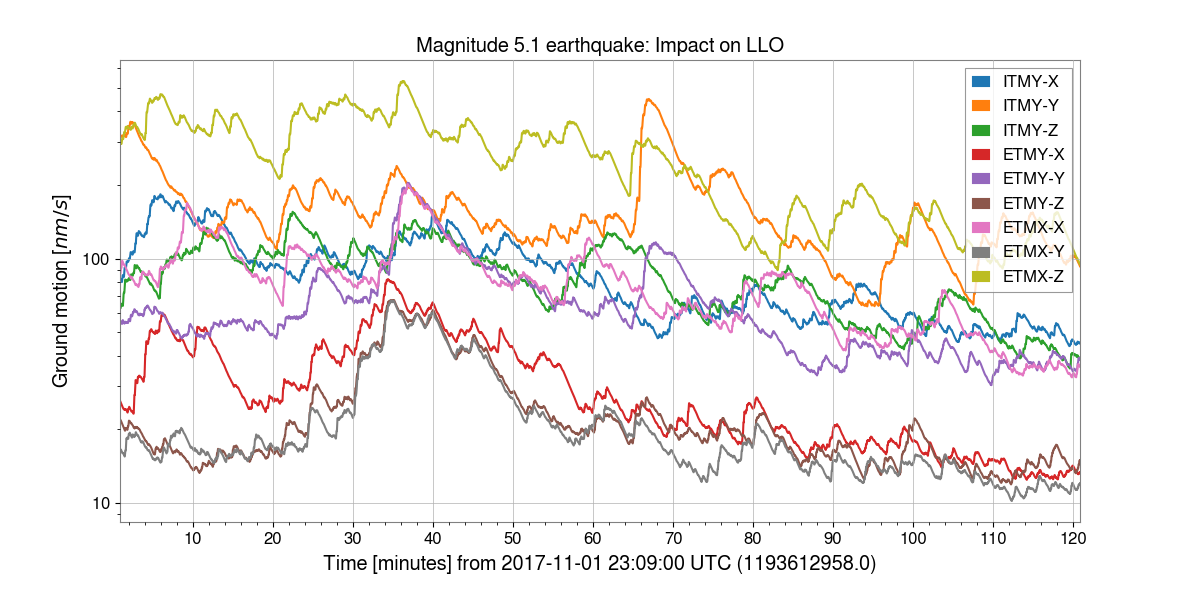 Magnitude 5.1 earthquake: Impact on LLO
Ground motion [nm/s]
100
10
ITMY-X
ITMY-Y
ITMY-Z
ETMY-X
ETMY-Y
ETMY-Z
ETMX-X
ETMX-Y
ETMX-Z
10 20 30 40 50 60 70 80 90 100 110 120
Time [minutes] from 2017-11-01 23:09:00 UTC (1193612958.0)